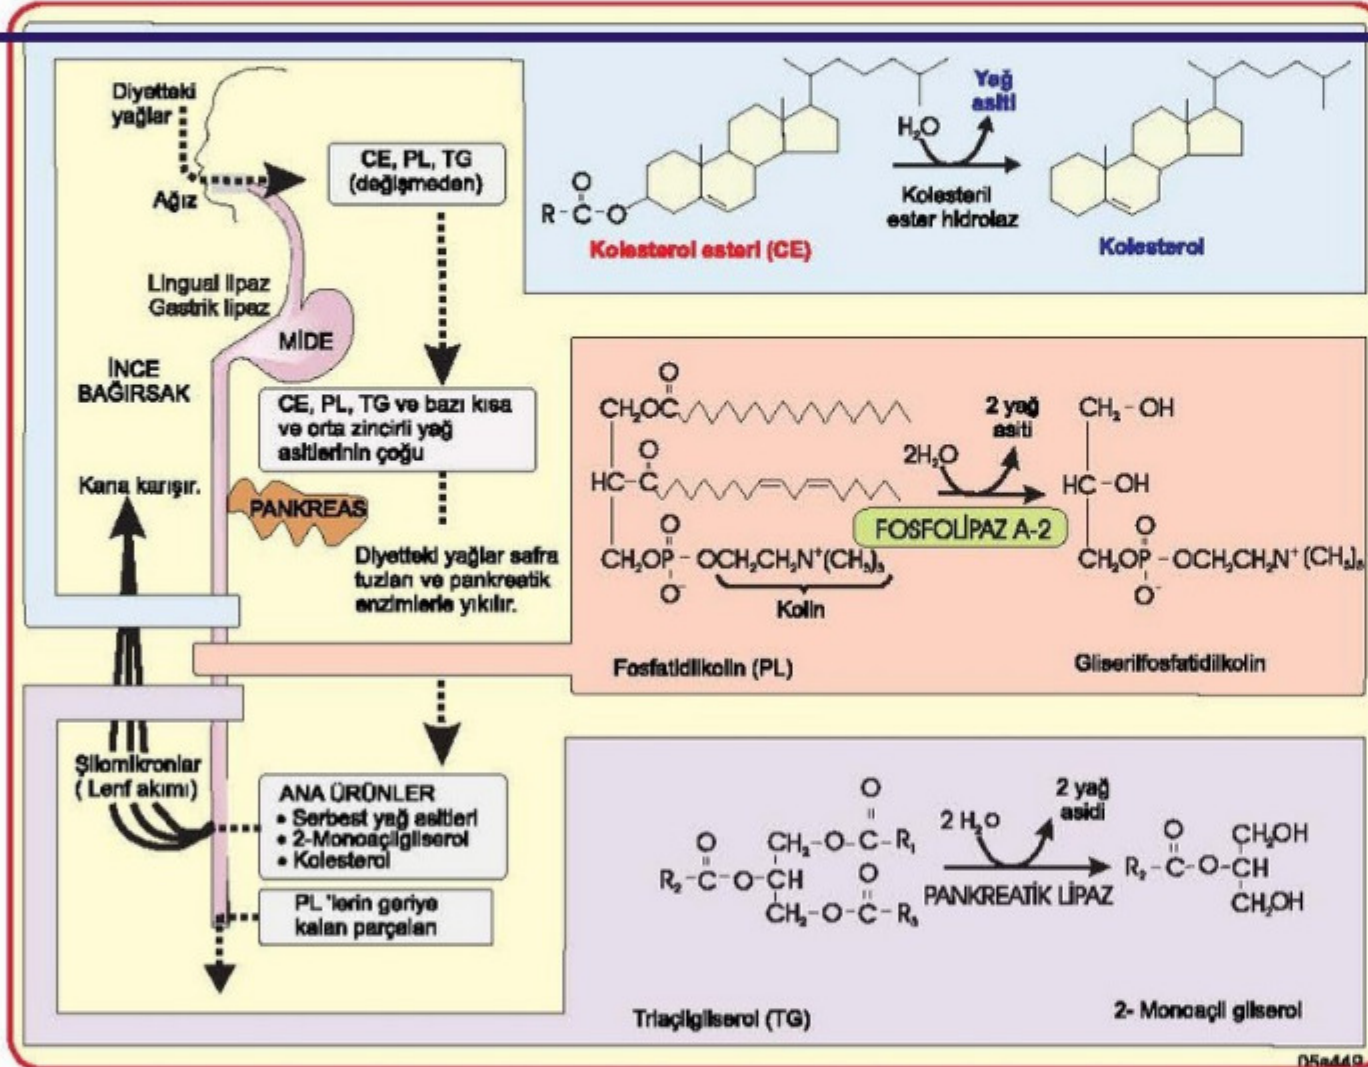 Diyetteki
yağlar
Ağız
CE, PL, TG
(değişmeden)
Lingual lipaz
Gastrik lipaz
MİDE
İNCE
BAĞIRSAK
CE, PL, TG ve bazı kısa
ve orta zincirli yağ
asitlerinin çoğu
Kana karışır.
PANKREAS
Diyetteki yağlar safra
tuzları ve pankreatik
enzimlerle yıkılır.
Şilomikronlar
( Lenf akımı)
ANA ÜRÜNLER
• Serbest yağ asitleri
• 2-Monoaçilgliserol
• Kolesterol
PL 'lerin geriye
kalan parçaları
O
R-C-O
Kolesterol esteri (CE)
H₂O
Yağ
asiti
Kolesteril
ester hidrolaz
Kolesterol
O
CH₂OC
O
HC-C
O
CH₂OP-OCH₂CH₂N⁺(CH₃)₃
O⁻
Kolin
Fosfatidilkolin (PL)
2H₂O
2 yağ
asiti
FOSFOLİPAZ A-2
CH₂-OH
HC-OH
O
CH₂OP-OCH₂CH₂N⁺(CH₃)₃
O⁻
Gliserilfosfatidilkolin
O
CH₂-O-C-R₁
O
R₂-C-O-CH
O
CH₂-O-C-R₃
Triaçilgliserol (TG)
2 H₂O
2 yağ
asidi
PANKREATİK LİPAZ
O
CH₂OH
R₂-C-O-CH
CH₂OH
2- Monoaçil gliserol
05a449